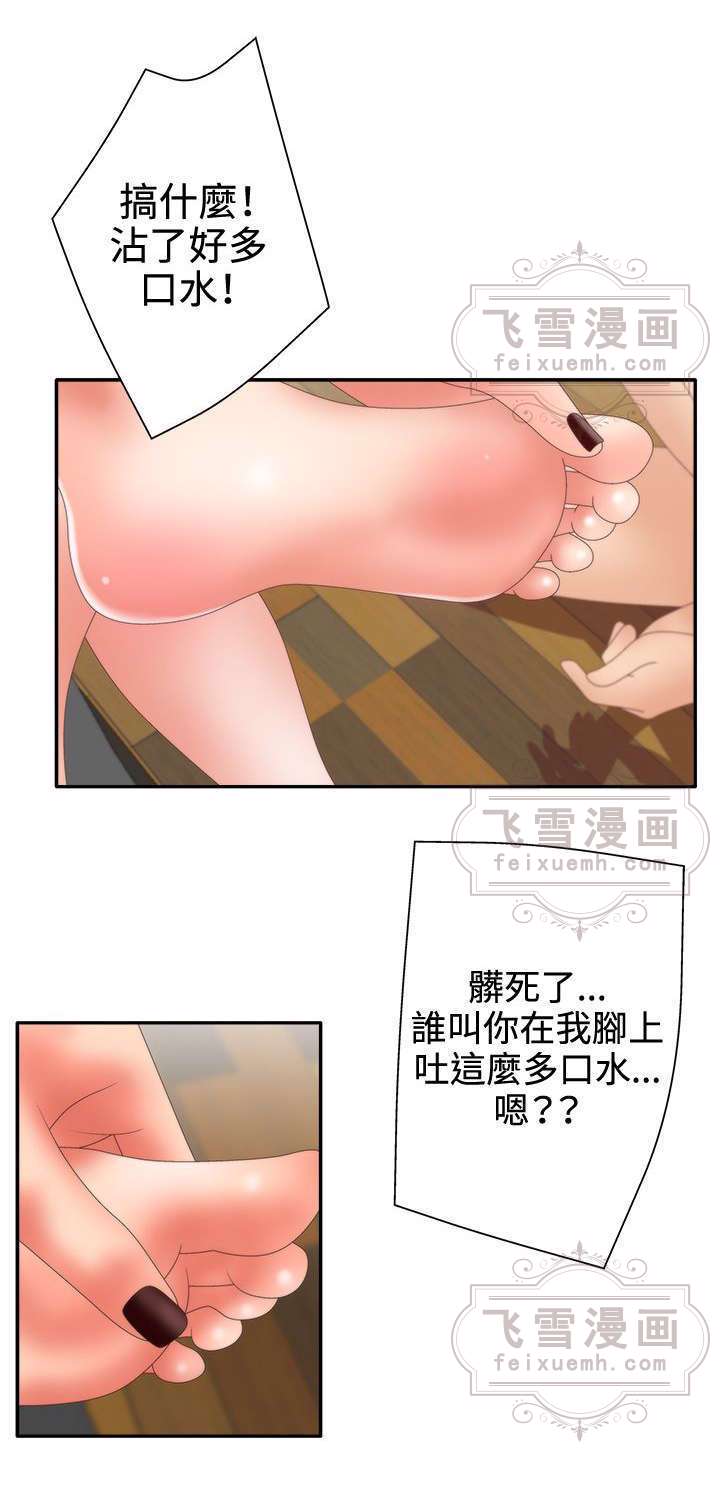 搞什麼！
沾了好多
口水！
飞雪漫画
feixuemh.com
飞雪漫画
feixuemh.com
髒死了...
誰叫你在我腳上
吐這麼多口水...
嗯？？
飞雪漫画
feixuemh.com